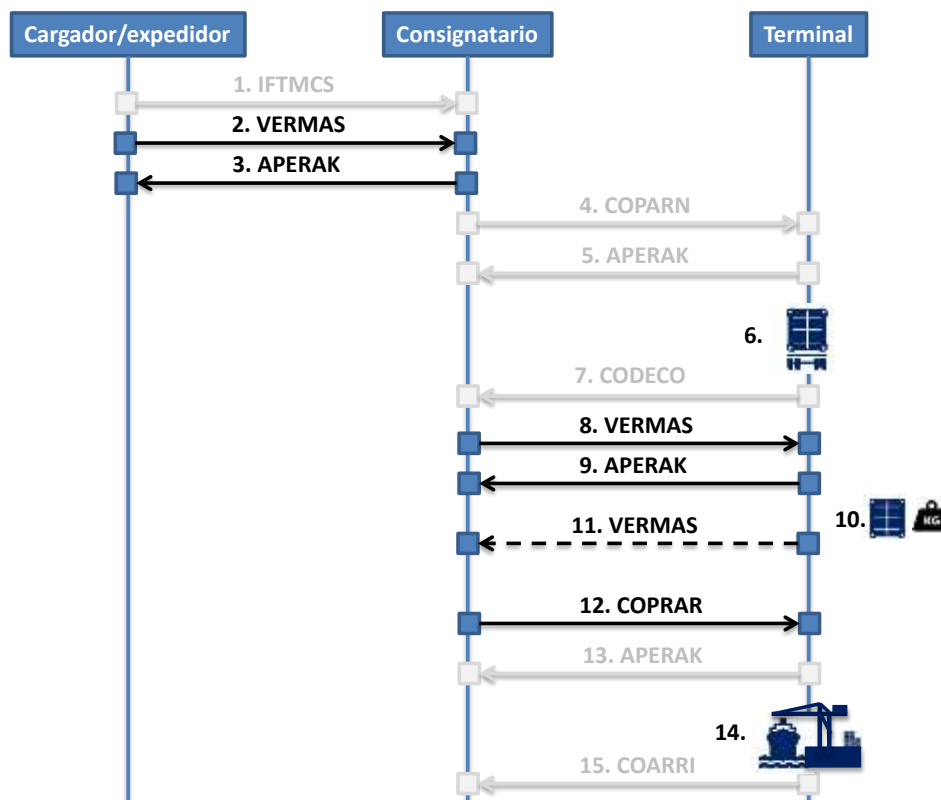 Cargador/expedidor
Consignatario
Terminal
1. IFTMCS
2. VERMAS
3. APERAK
4. COPARN
5. APERAK
6.
7. CODECO
8. VERMAS
9. APERAK
10.
KG
11. VERMAS
12. COPRAR
13. APERAK
14.
15. COARRI